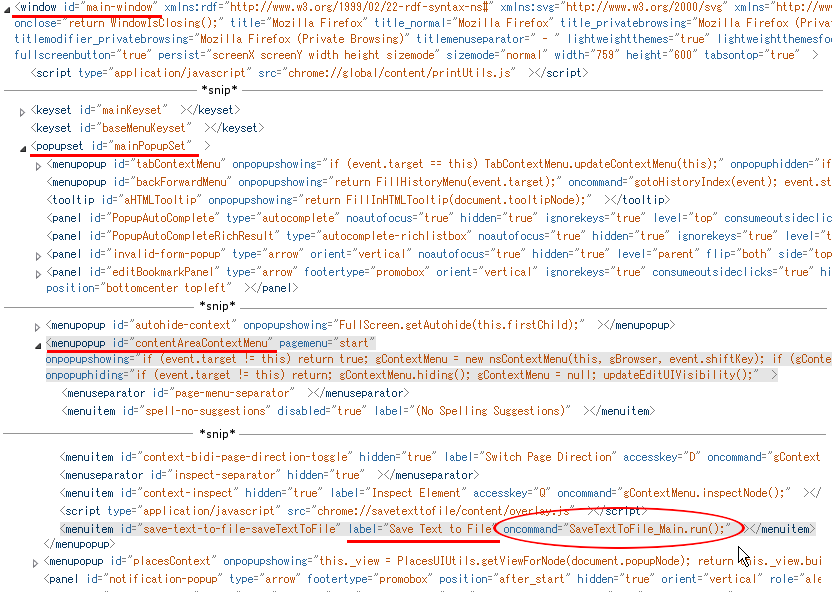 <window id="main-window" xmlns:rdf="http://www.w3.org/1999/02/22-rdf-syntax-ns#" xmlns:svg="http://www.w3.org/2000/svg" xmlns:html="http://www.w3
onclose="return WindowIsClosing();" title="Mozilla Firefox" title_normal="Mozilla Firefox" title_privatebrowsing="Mozilla Firefox (Priva
titlemodifier_privatebrowsing="Mozilla Firefox (Private Browsing)" titlemenuseparator=" - " lightweightthemes="true" lightweightthemesfoo
fullscreenbutton="true" persist="screenX screenY width height sizemode" sizemode="normal" width="759" height="600" tabsontop="true" >
<script type="application/javascript" src="chrome://global/content/printUtils.js" ></script>
*snip*
<keyset id="mainKeyset" ></keyset>
<keyset id="baseMenuKeyset" ></keyset>
<popupset id="mainPopupSet" >
<menupopup id="tabContextMenu" onpopupshowing="if (event.target == this) TabContextMenu.updateContextMenu(this);" onpopuphidden="if
<menupopup id="backForwardMenu" onpopupshowing="return FillHistoryMenu(event.target);" oncommand="gotoHistoryIndex(event); event.st
<tooltip id="aHTMLTooltip" onpopupshowing="return FillInHTMLTooltip(document.tooltipNode);" ></tooltip>
<panel id="PopupAutoComplete" type="autocomplete" noautofocus="true" hidden="true" ignorekeys="true" level="top" consumeoutsideclic
<panel id="PopupAutoCompleteRichResult" type="autocomplete-richlistbox" noautofocus="true" hidden="true" ignorekeys="true" level="t
<panel id="invalid-form-popup" type="arrow" orient="vertical" noautofocus="true" hidden="true" level="parent" flip="both" side="top
<panel id="editBookmarkPanel" type="arrow" footertype="promobox" orient="vertical" ignorekeys="true" consumeoutsideclicks="true" hi
position="bottomcenter topleft" ></panel>
*snip*
<menupopup id="autohide-context" onpopupshowing="FullScreen.getAutohide(this.firstChild);" ></menupopup>
<menupopup id="contentAreaContextMenu" pagemenu="start"
onpopupshowing="if (event.target != this) return true; gContextMenu = new nsContextMenu(this, gBrowser, event.shiftKey); if (gConte
onpopuphiding="if (event.target != this) return; gContextMenu.hiding(); gContextMenu = null; updateEditUIVisibility();" >
<menuseparator id="page-menu-separator" ></menuseparator>
<menuitem id="spell-no-suggestions" disabled="true" label="(No Spelling Suggestions)" ></menuitem>
*snip*
<menuitem id="context-bidi-page-direction-toggle" hidden="true" label="Switch Page Direction" accesskey="D" oncommand="gContext
<menuseparator id="inspect-separator" hidden="true" ></menuseparator>
<menuitem id="context-inspect" hidden="true" label="Inspect Element" accesskey="Q" oncommand="gContextMenu.inspectNode();" ></
<script type="application/javascript" src="chrome://savetexttofile/content/overlay.js" ></script>
<menuitem id="save-text-to-file-saveTextToFile" label="Save Text to File" oncommand="SaveTextToFile_Main.run();" ></menuitem>
</menupopup>
<menupopup id="placesContext" onpopupshowing="this._view = PlacesUIUtils.getViewForNode(document.popupNode); return this._view.bui
<panel id="notification-popup" type="arrow" footertype="promobox" position="after_start" hidden="true" orient="vertical" role="ale